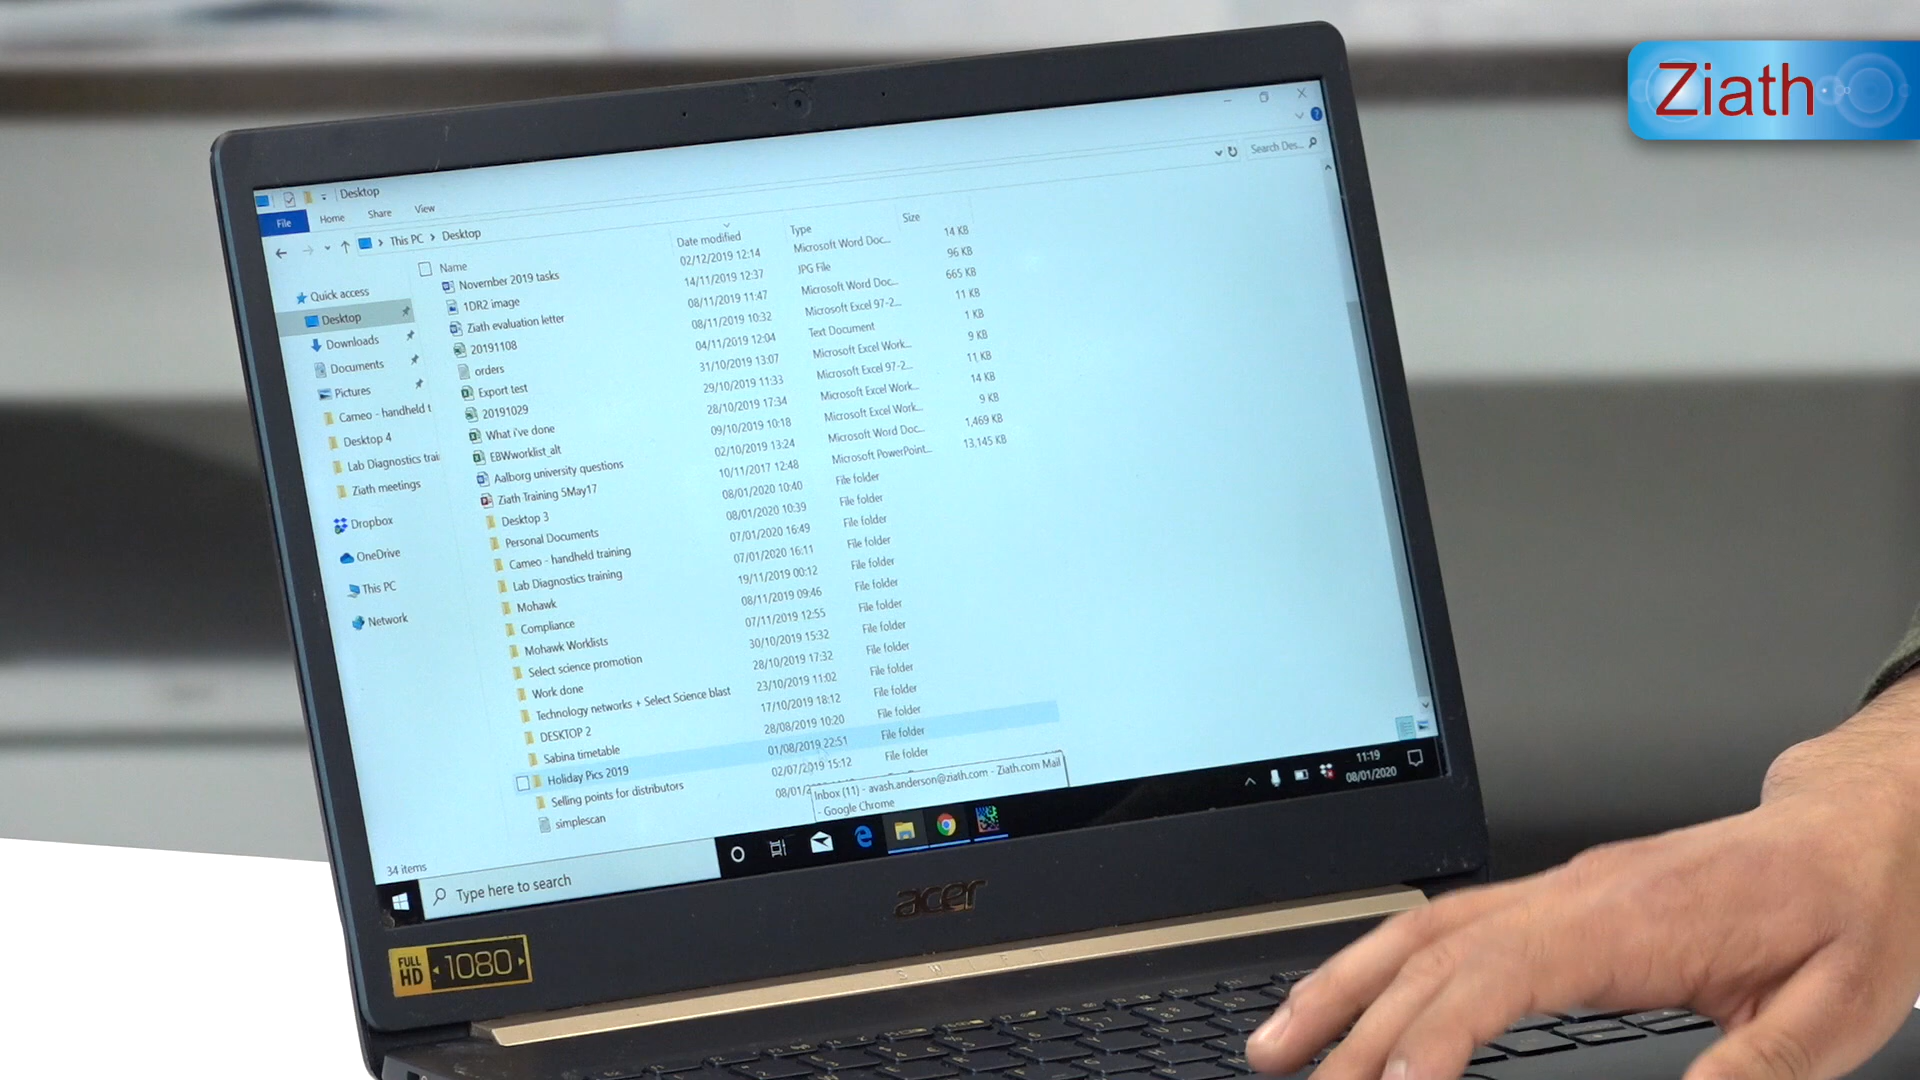 Ziath
Desktop
File Home Share View
This PC > Desktop
Search Des...
Name Date modified Type Size
November 2019 tasks 02/12/2019 12:14 Microsoft Word Doc... 14 KB
1DR2 image 14/11/2019 12:37 JPG File 96 KB
Ziath evaluation letter 08/11/2019 11:47 Microsoft Word Doc... 665 KB
20191108 08/11/2019 10:32 Microsoft Excel 97-2... 11 KB
orders 04/11/2019 12:04 Text Document 1 KB
Export test 31/10/2019 13:07 Microsoft Excel Work... 9 KB
20191029 29/10/2019 11:33 Microsoft Excel 97-2... 11 KB
What i've done 28/10/2019 17:34 Microsoft Excel Work... 14 KB
EBWworklist_alt 09/10/2019 10:18 Microsoft Excel Work... 9 KB
Aalborg university questions 02/10/2019 13:24 Microsoft Word Doc... 1,469 KB
Ziath Training 5May17 10/11/2017 12:48 Microsoft PowerPoint... 13,145 KB
Desktop 3 08/01/2020 10:40 File folder
Personal Documents 08/01/2020 10:39 File folder
Cameo - handheld training 07/01/2020 16:49 File folder
Lab Diagnostics training 07/01/2020 16:11 File folder
Mohawk 19/11/2019 00:12 File folder
Compliance 08/11/2019 09:46 File folder
Mohawk Worklists 07/11/2019 12:55 File folder
Select science promotion 30/10/2019 15:32 File folder
Work done 28/10/2019 17:32 File folder
Technology networks + Select Science blast 23/10/2019 11:02 File folder
DESKTOP 2 17/10/2019 18:12 File folder
Sabina timetable 28/08/2019 10:20 File folder
Holiday Pics 2019 01/08/2019 22:51 File folder
Selling points for distributors 02/07/2019 15:12 File folder
simplescan 08/01/2
Quick access
Desktop
Downloads
Documents
Pictures
Cameo - handheld t
Desktop 4
Lab Diagnostics trai
Ziath meetings
Dropbox
OneDrive
This PC
Network
Inbox (11) - avash.anderson@ziath.com - Ziath.com Mail
- Google Chrome
34 items
Type here to search
11:19
08/01/2020
acer
FULL
HD
1080
SWIFT